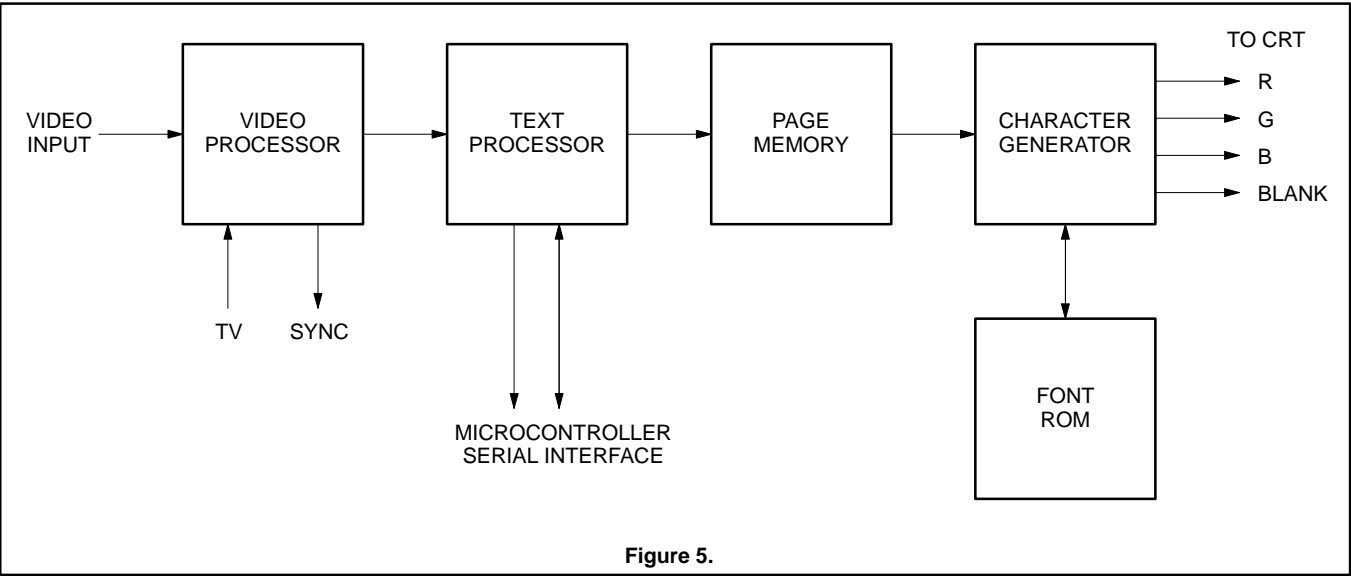 TO CRT
VIDEO
INPUT
VIDEO
PROCESSOR
TEXT
PROCESSOR
PAGE
MEMORY
CHARACTER
GENERATOR
R
G
B
BLANK
TV
SYNC
MICROCONTROLLER
SERIAL INTERFACE
FONT
ROM
Figure 5.